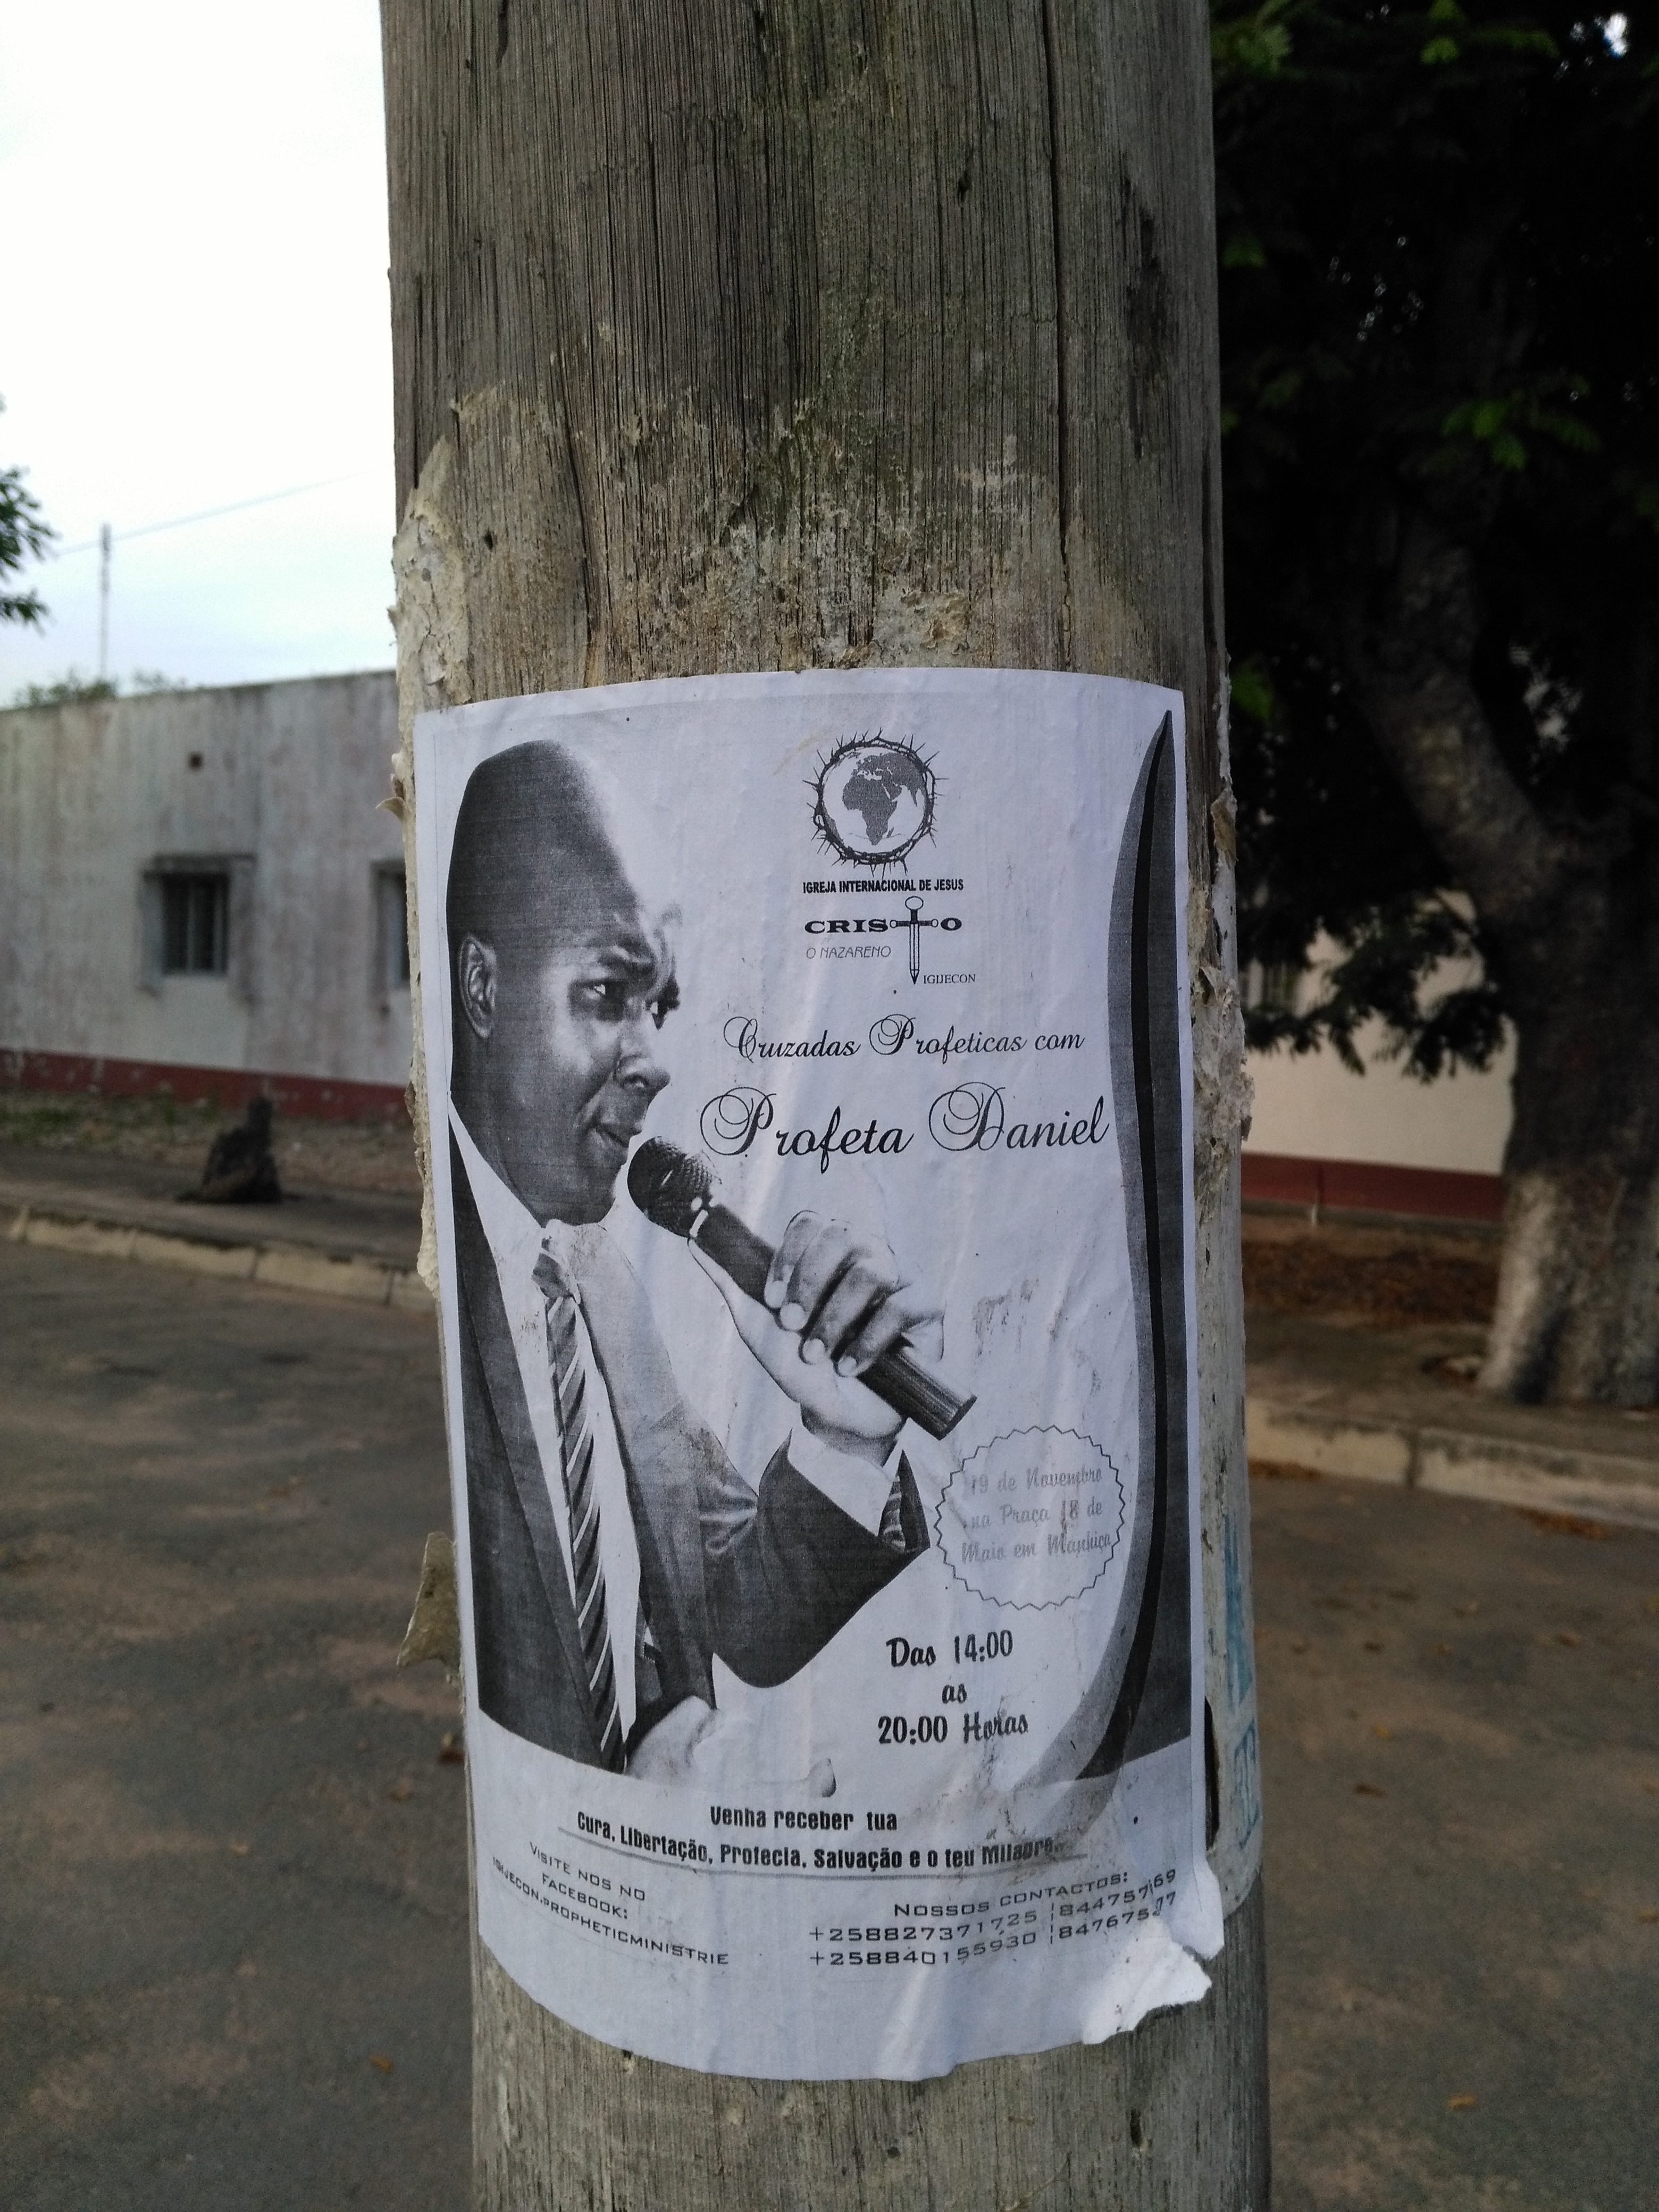 IGREJA INTERNACIONAL DE JESUS
CRISTO
O NAZARENO
IGIJECON
Cruzadas Profeticas com
Profeta Daniel
19 de Novembro
na Praça 18 de
Maio em Manhiça
Das 14:00
as
20:00 Horas
Venha receber tua
Cura, Libertação, Profecia, Salvação e o teu Milagre.
VISITE NOS NO
FACEBOOK:
IGIJECON.PROPHETICMINISTRIE
NOSSOS CONTACTOS:
+258827371725
+258840155930